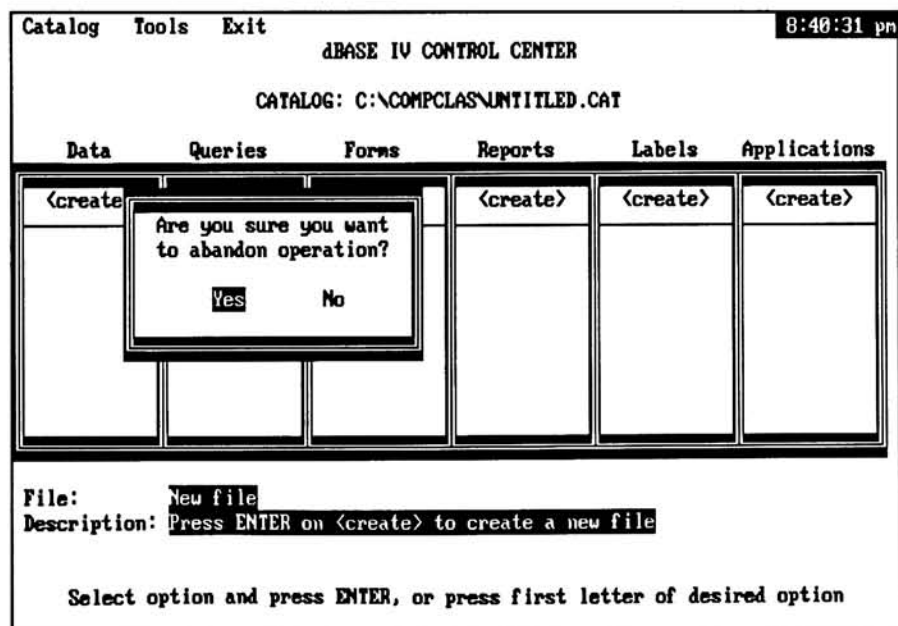 Catalog Tools Exit 8:40:31 pm
dBASE IV CONTROL CENTER
CATALOG: C:\COMPCLAS\UNTITLED.CAT
Data Queries Forms Reports Labels Applications
<create <create> <create> <create>
Are you sure you want
to abandon operation?
Yes No
File: New file
Description: Press ENTER on <create> to create a new file
Select option and press ENTER, or press first letter of desired option